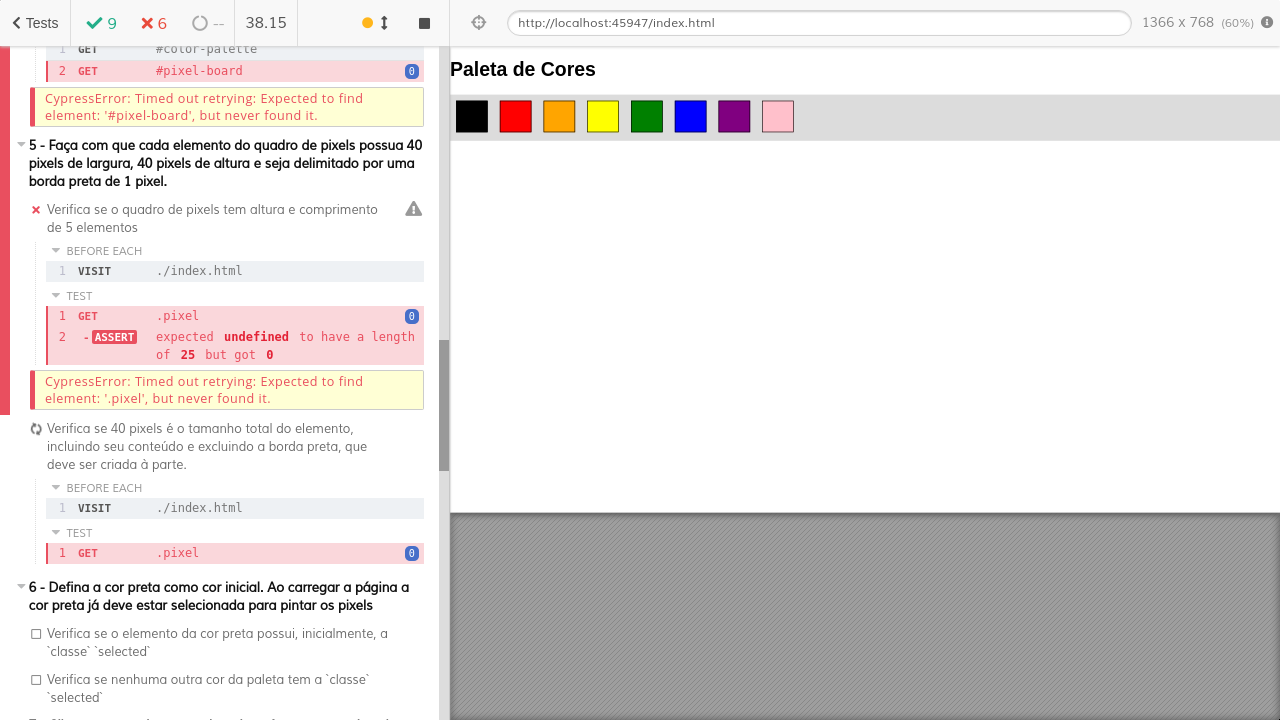 Tests
9
6
--
38.15
http://localhost:45947/index.html
1366 x 768 (60%)
1 GET #color-palette
2 GET #pixel-board 0
CypressError: Timed out retrying: Expected to find
element: '#pixel-board', but never found it.
5 - Faça com que cada elemento do quadro de pixels possua 40
pixels de largura, 40 pixels de altura e seja delimitado por uma
borda preta de 1 pixel.
Verifica se o quadro de pixels tem altura e comprimento
de 5 elementos
BEFORE EACH
1 VISIT ./index.html
TEST
1 GET .pixel 0
2 -ASSERT expected undefined to have a length
of 25 but got 0
CypressError: Timed out retrying: Expected to find
element: '.pixel', but never found it.
Verifica se 40 pixels é o tamanho total do elemento,
incluindo seu conteúdo e excluindo a borda preta, que
deve ser criada à parte.
BEFORE EACH
1 VISIT ./index.html
TEST
1 GET .pixel 0
6 - Defina a cor preta como cor inicial. Ao carregar a página a
cor preta já deve estar selecionada para pintar os pixels
Verifica se o elemento da cor preta possui, inicialmente, a
`classe` `selected`
Verifica se nenhuma outra cor da paleta tem a `classe`
`selected`
Paleta de Cores